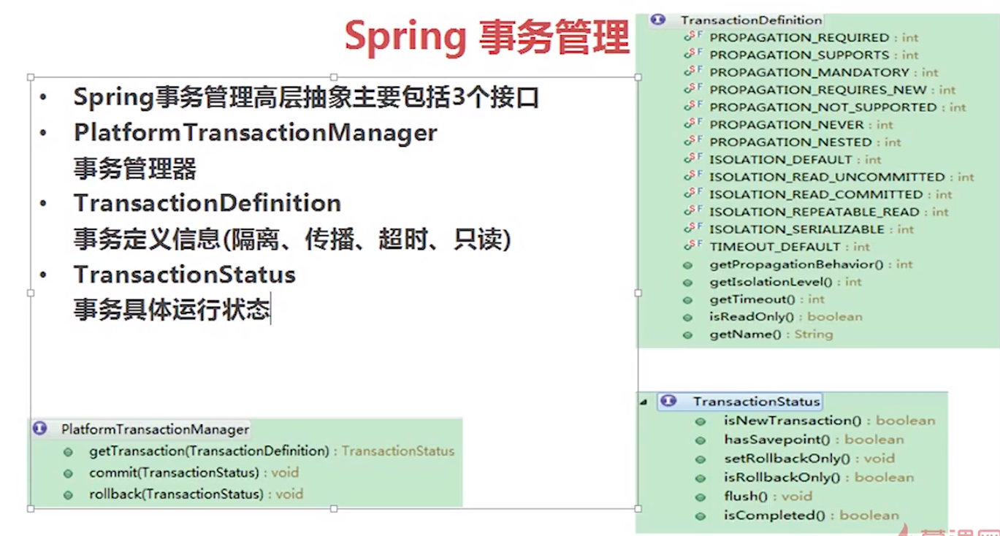 Spring 事务管理
• Spring事务管理高层抽象主要包括3个接口
• PlatformTransactionManager
事务管理器
• TransactionDefinition
事务定义信息(隔离、传播、超时、只读)
• TransactionStatus
事务具体运行状态
PlatformTransactionManager
getTransaction(TransactionDefinition) : TransactionStatus
commit(TransactionStatus) : void
rollback(TransactionStatus) : void
TransactionDefinition
PROPAGATION_REQUIRED : int
PROPAGATION_SUPPORTS : int
PROPAGATION_MANDATORY : int
PROPAGATION_REQUIRES_NEW : int
PROPAGATION_NOT_SUPPORTED : int
PROPAGATION_NEVER : int
PROPAGATION_NESTED : int
ISOLATION_DEFAULT : int
ISOLATION_READ_UNCOMMITTED : int
ISOLATION_READ_COMMITTED : int
ISOLATION_REPEATABLE_READ : int
ISOLATION_SERIALIZABLE : int
TIMEOUT_DEFAULT : int
getPropagationBehavior() : int
getIsolationLevel() : int
getTimeout() : int
isReadOnly() : boolean
getName() : String
TransactionStatus
isNewTransaction() : boolean
hasSavepoint() : boolean
setRollbackOnly() : void
isRollbackOnly() : boolean
flush() : void
isCompleted() : boolean